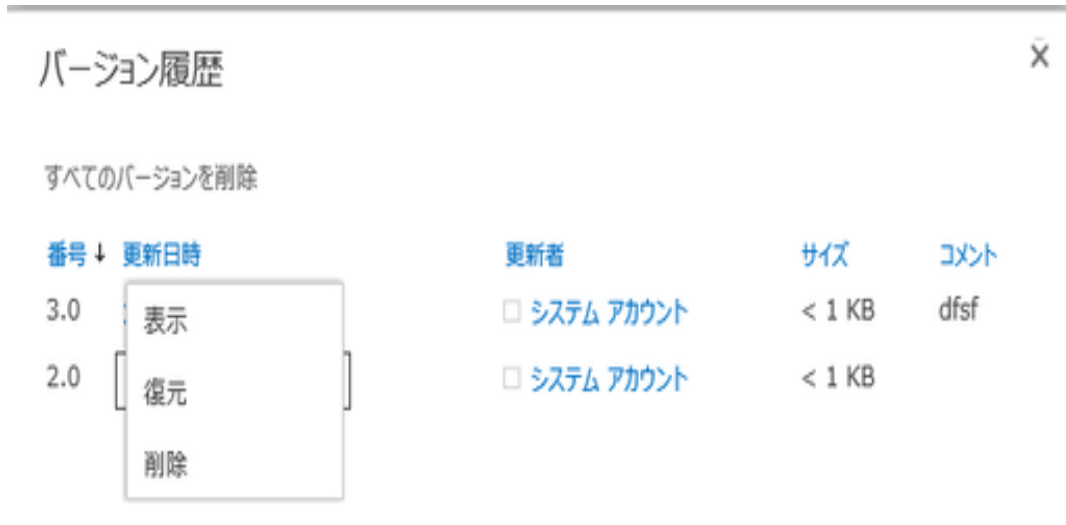 バージョン履歴
x
すべてのバージョンを削除
番号↓ 更新日時 更新者 サイズ コメント
3.0 システム アカウント < 1 KB dfsf
表示
2.0 システム アカウント < 1 KB
復元
削除